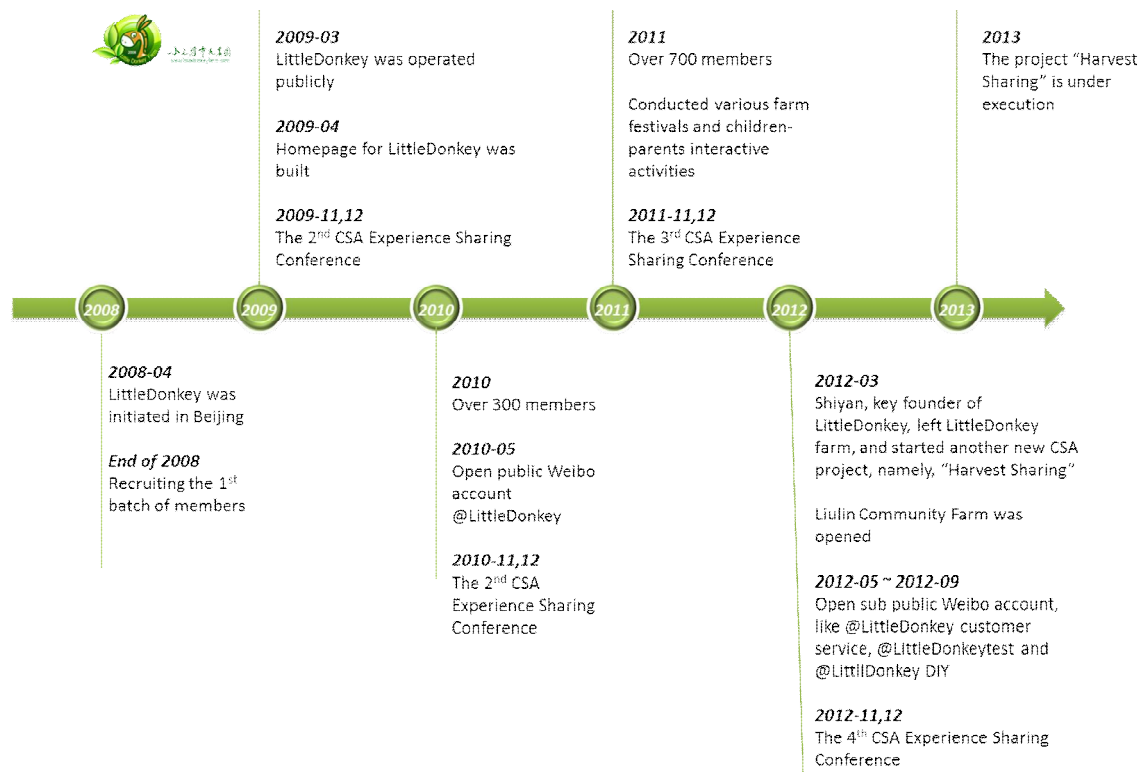 2009-03
LittleDonkey was operated
publicly
2009-04
Homepage for LittleDonkey was
built
2009-11,12
The 2nd CSA Experience Sharing
Conference
2011
Over 700 members
Conducted various farm
festivals and children-
parents interactive
activities
2011-11,12
The 3rd CSA Experience
Sharing Conference
2013
The project “Harvest
Sharing” is under
execution
2008
2009
2010
2011
2012
2013
2008-04
LittleDonkey was
initiated in Beijing
End of 2008
Recruiting the 1st
batch of members
2010
Over 300 members
2010-05
Open public Weibo
account
@LittleDonkey
2010-11,12
The 2nd CSA
Experience Sharing
Conference
2012-03
Shiyan, key founder of
LittleDonkey, left LittleDonkey
farm, and started another new CSA
project, namely, “Harvest Sharing”
Liulin Community Farm was
opened
2012-05 ~ 2012-09
Open sub public Weibo account,
like @LittleDonkey customer
service, @LittleDonkeytest and
@LittlIDonkey DIY
2012-11,12
The 4th CSA Experience Sharing
Conference